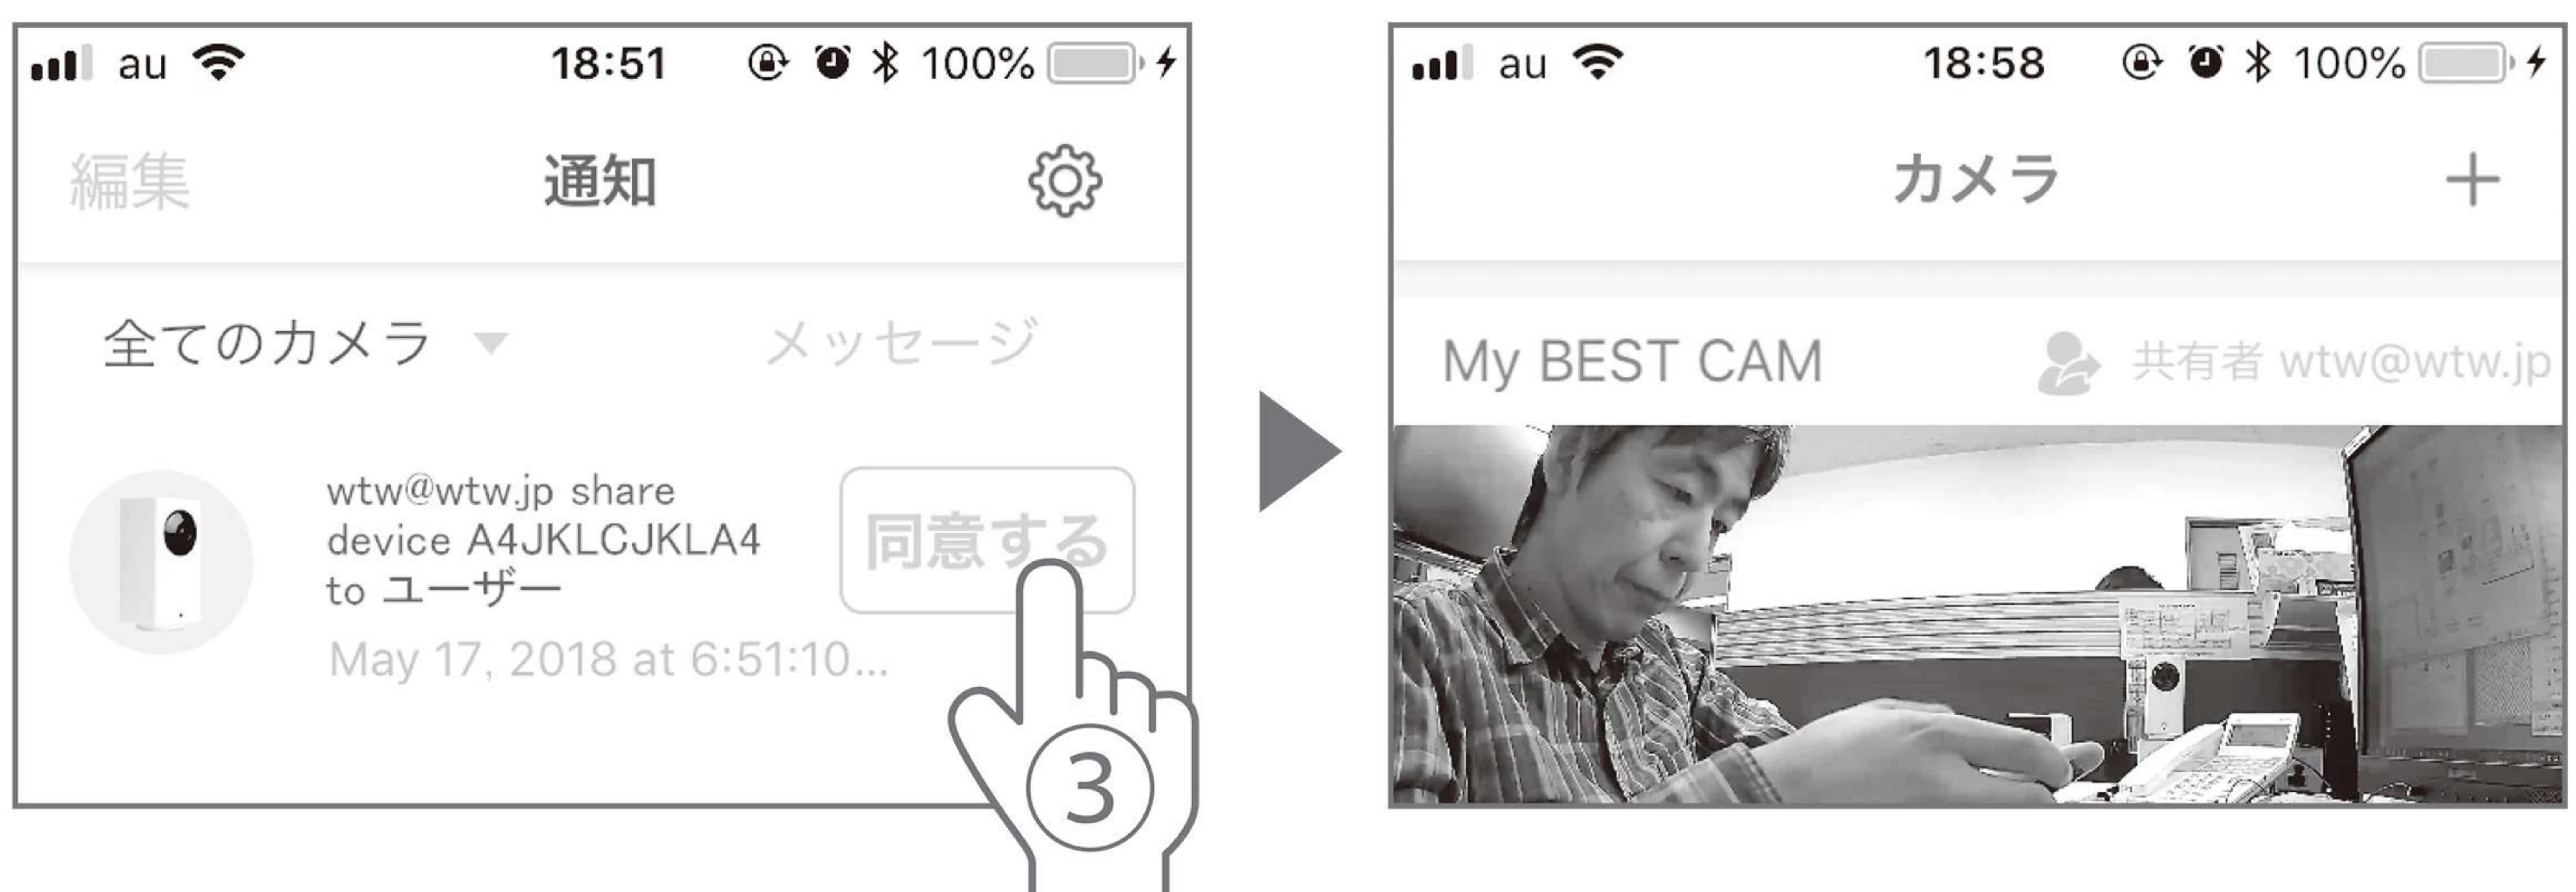 au 18:51 100%
編集 通知
全てのカメラ メッセージ
wtw@wtw.jp share
device A4JKLCJKLA4
to ユーザー
同意する
May 17, 2018 at 6:51:10...
3
au 18:58 100%
カメラ +
My BEST CAM 共有者 wtw@wtw.jp